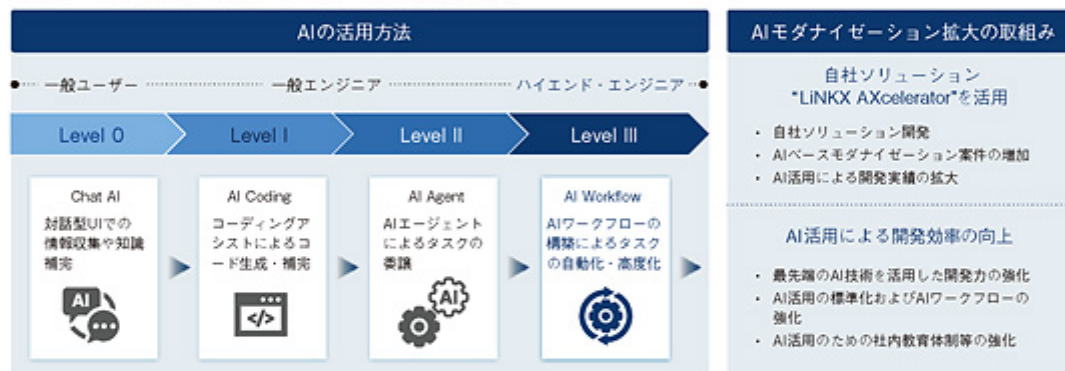 AIの活用方法
一般ユーザー
一般エンジニア
ハイエンド・エンジニア
Level 0
Level I
Level II
Level III
Chat AI
対話型UIでの
情報収集や知識
補完
AI
AI Coding
コーディングア
シストによるコ
ード生成・補完
</>
AI Agent
AIエージェント
によるタスクの
委譲
AI
AI Workflow
AIワークフローの
構築によるタスク
の自動化・高度化
AIモダナイゼーション拡大の取組み
自社ソリューション
“LiNKX AXcelerator”を活用
・ 自社ソリューション開発
・ AIベースモダナイゼーション案件の増加
・ AI活用による開発実績の拡大
AI活用による開発効率の向上
・ 最先端のAI技術を活用した開発力の強化
・ AI活用の標準化およびAIワークフローの
強化
・ AI活用のための社内教育体制等の強化